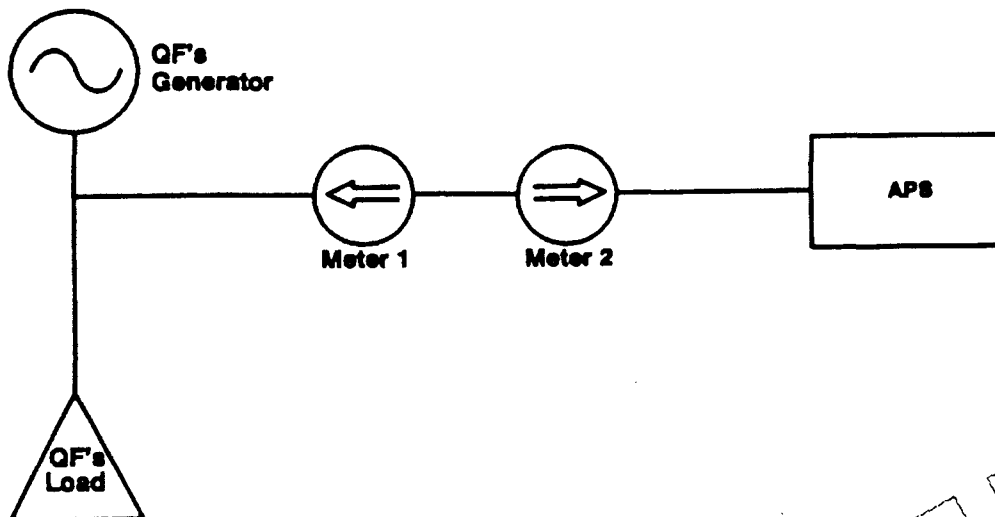 QF's
Generator
Meter 1
Meter 2
APS
QF's
Load